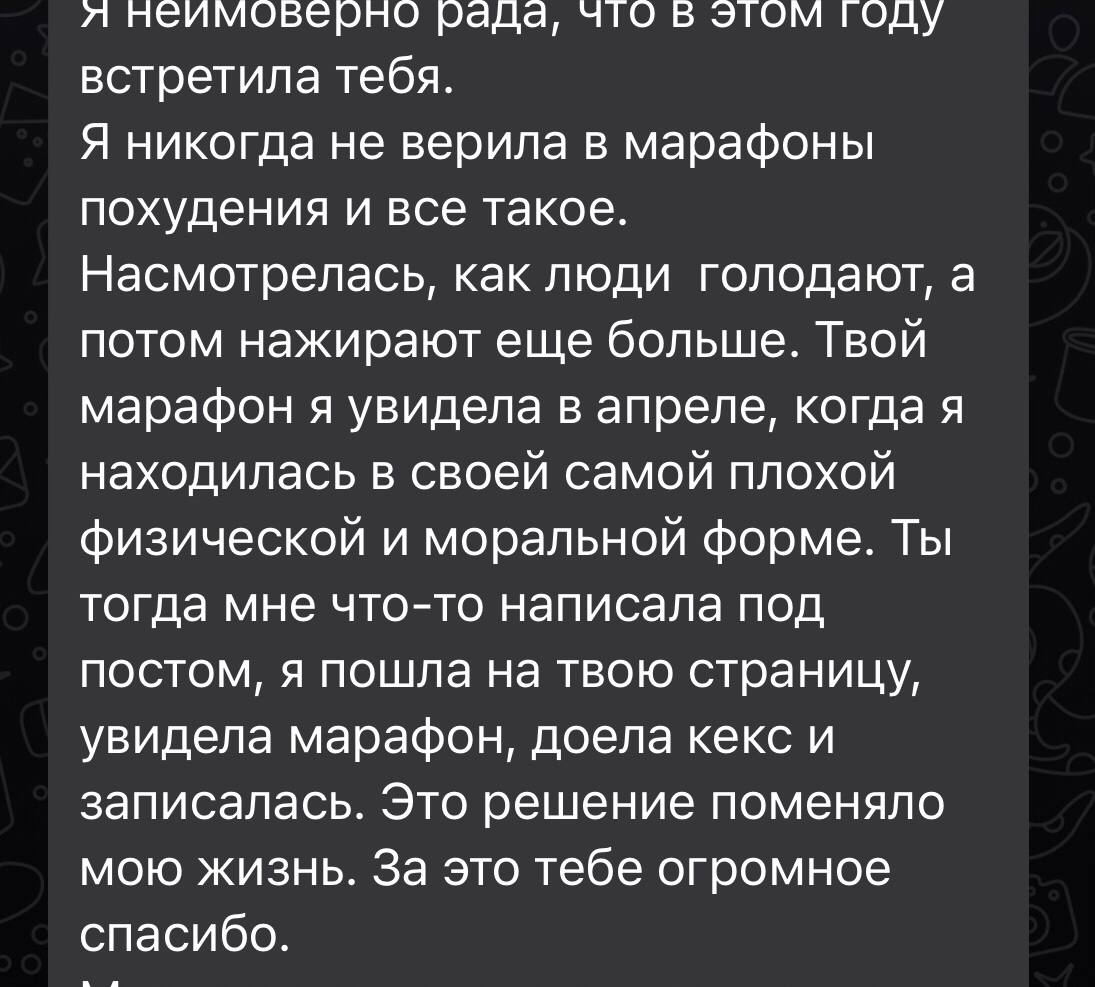 Я неимоверно рада, что в этом году
встретила тебя.
Я никогда не верила в марафоны
похудения и все такое.
Насмотрелась, как люди  голодают, а
потом нажирают еще больше. Твой
марафон я увидела в апреле, когда я
находилась в своей самой плохой
физической и моральной форме. Ты
тогда мне что-то написала под
постом, я пошла на твою страницу,
увидела марафон, доела кекс и
записалась. Это решение поменяло
мою жизнь. За это тебе огромное
спасибо.